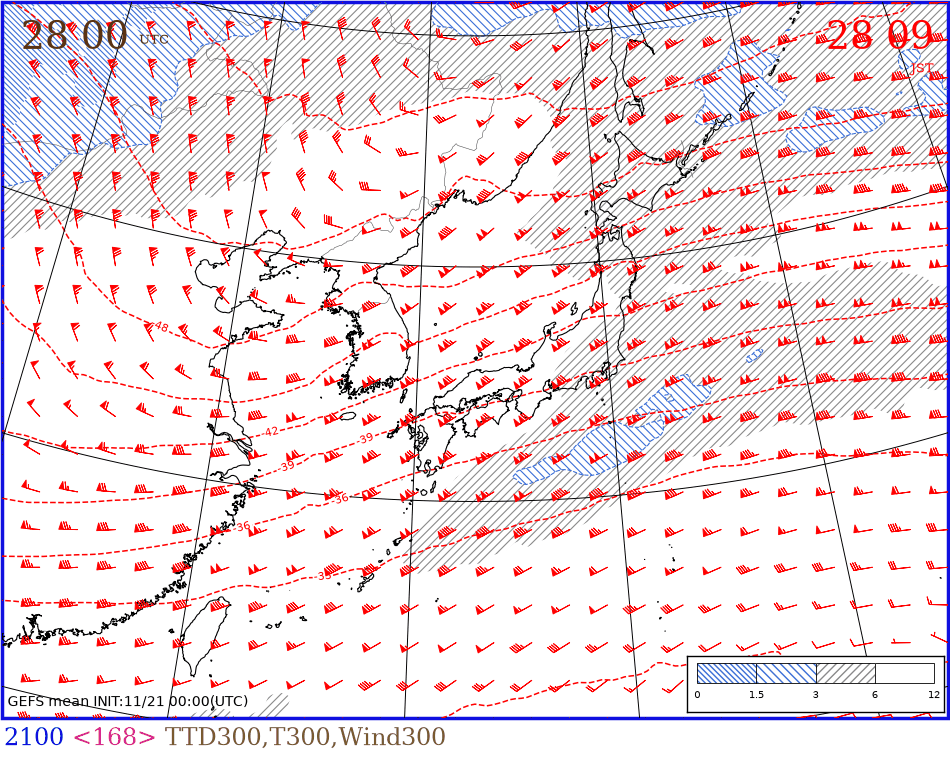 28 00 UTC
28 09
JST
-48
-42
-39
-39
-36
-36
-33
GEFS mean INIT:11/21 00:00(UTC)
0 1.5 3 6 12
2100 <168> TTD300,T300,Wind300